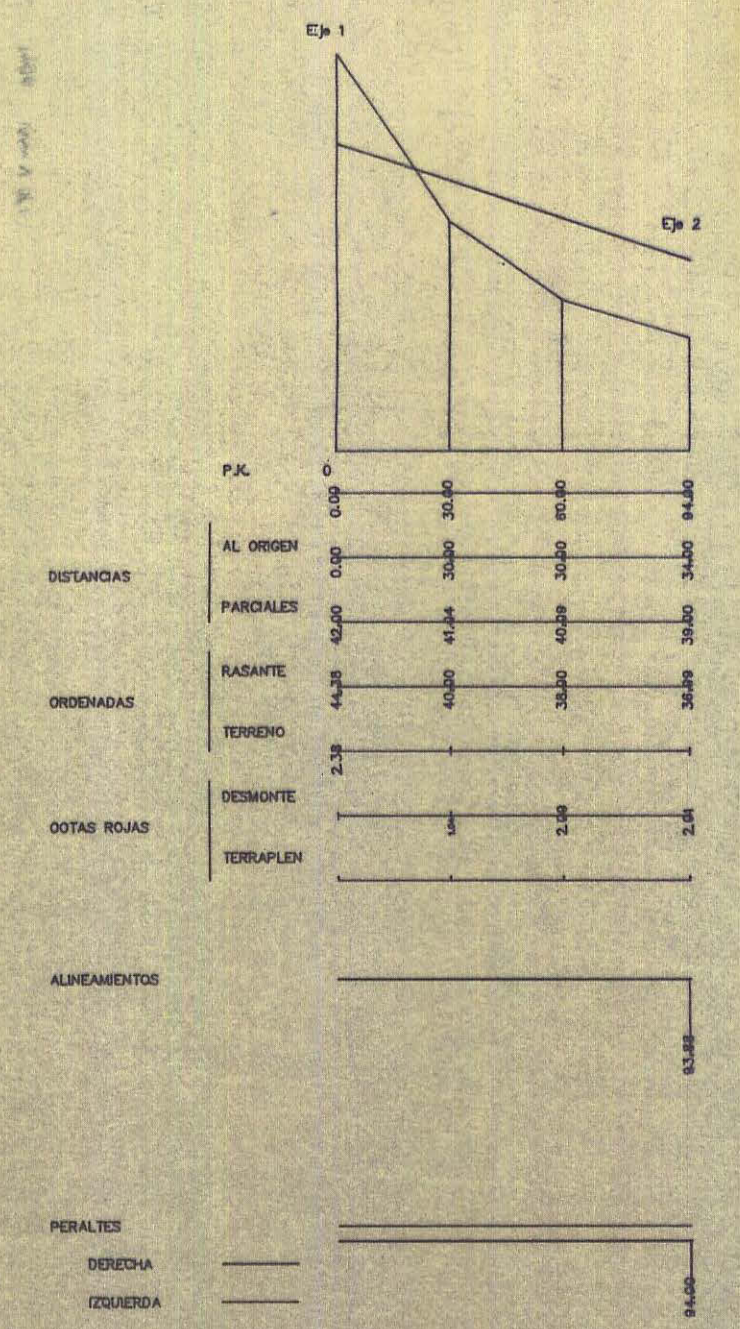 Eje 1
Eje 2
P.K. 0
0.00 30.00 60.00 94.00
DISTANCIAS
AL ORIGEN
0.00 30.00 30.00 34.00
PARCIALES
42.00 41.04 40.09 39.00
ORDENADAS
RASANTE
44.38 40.00 38.00 36.99
TERRENO
2.38
OOTAS ROJAS
DESMONTE
2.09 2.01
TERRAPLEN
ALINEAMIENTOS
93.88
PERALTES
DERECHA
IZQUIERDA
94.00